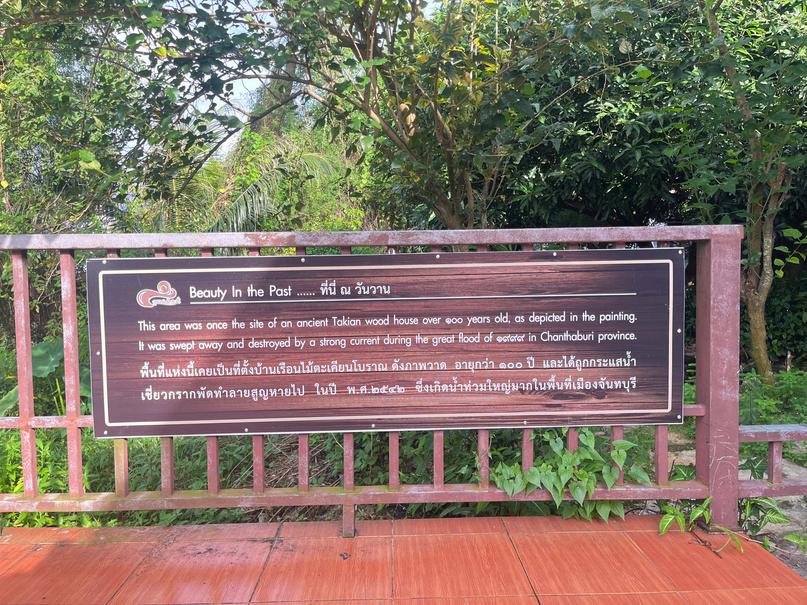 Beauty In the Past ...... ที่นี่ ณ วันวาน
This area was once the site of an ancient Takian wood house over ๑๐๐ years old, as depicted in the painting.
It was swept away and destroyed by a strong current during the great flood of ๑๙๙๙ in Chanthaburi province.
พื้นที่แห่งนี้เคยเป็นที่ตั้งบ้านเรือนไม้ตะเคียนโบราณ ดังภาพวาด อายุกว่า ๑๐๐ ปี และได้ถูกกระแสน้ำ
เชี่ยวกรากพัดทำลายสูญหายไป ในปี พ.ศ.๒๕๔๒ ซึ่งเกิดน้ำท่วมใหญ่มากในพื้นที่เมืองจันทบุรี